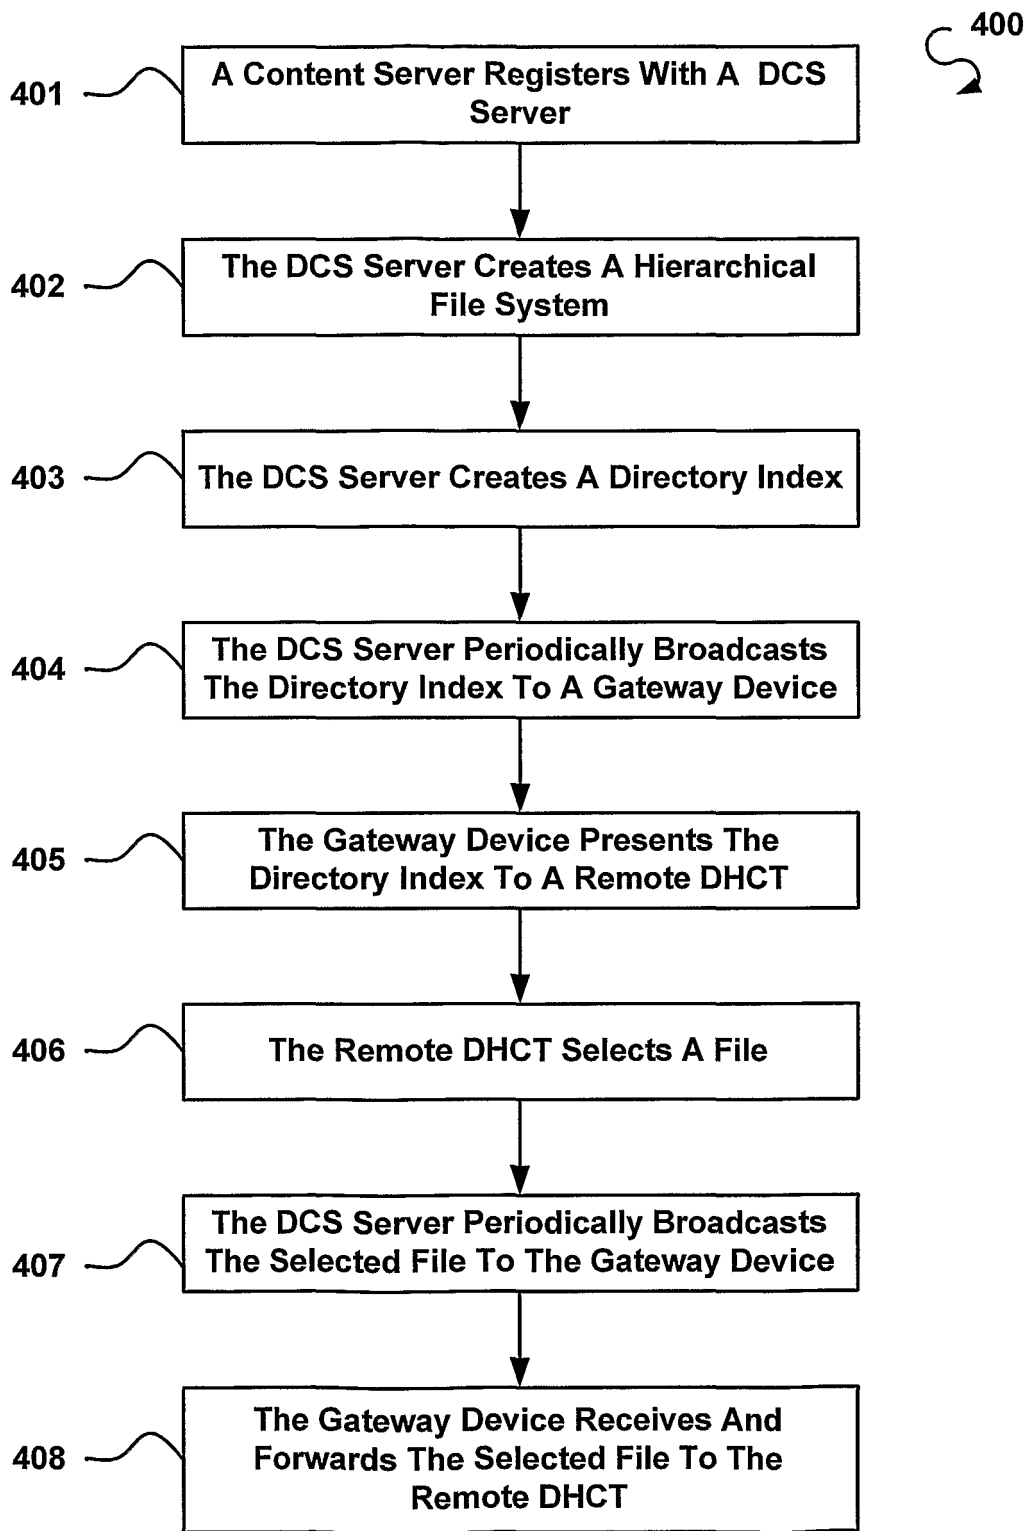 400
401
A Content Server Registers With A DCS
Server
402
The DCS Server Creates A Hierarchical
File System
403
The DCS Server Creates A Directory Index
404
The DCS Server Periodically Broadcasts
The Directory Index To A Gateway Device
405
The Gateway Device Presents The
Directory Index To A Remote DHCT
406
The Remote DHCT Selects A File
407
The DCS Server Periodically Broadcasts
The Selected File To The Gateway Device
408
The Gateway Device Receives And
Forwards The Selected File To The
Remote DHCT